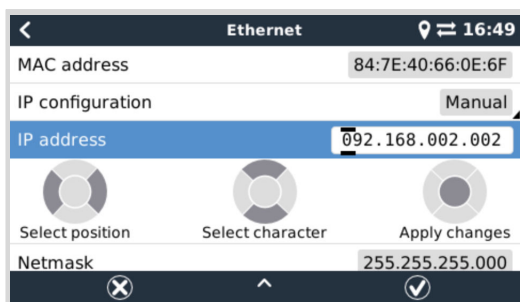 Ethernet 16:49
MAC address 84:7E:40:66:0E:6F
IP configuration Manual
IP address 092.168.002.002
Select position Select character Apply changes
Netmask 255.255.255.000